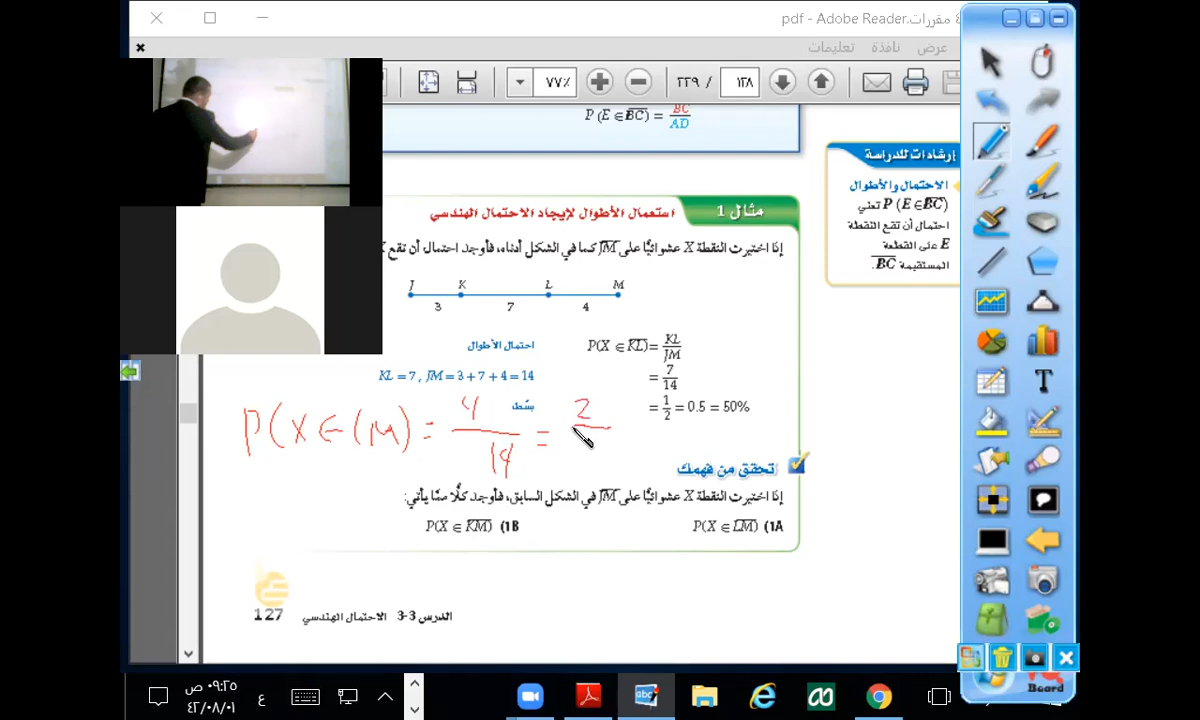 pdf - Adobe Reader.مقررات
عرض نافذة تعليمات
٧٧٪ ٢٣٩ / ١٣٨
P (E ∈ BC) = BC / AD
إرشادات للدراسة
الاحتمال والأطوال
P (E ∈ BC) تعني
احتمال أن تقع النقطة
E على القطعة
المستقيمة BC.
مثال 1 استعمال الأطوال لإيجاد الاحتمال الهندسي
إذا اختيرت النقطة X عشوائيًّا على JM كما في الشكل أدناه، فأوجد احتمال أن تقع
J K L M
3 7 4
P(X ∈ KL) = KL / JM احتمال الأطوال
= 7 / 14 KL = 7 , JM = 3 + 7 + 4 = 14
= 1 / 2 = 0.5 = 50% بسّط
P(X ∈ (M) = 4 / 14 = 2
تحقق من فهمك
إذا اختيرت النقطة X عشوائيًّا على JM في الشكل السابق، فأوجد كلًّا ممّا يأتي:
P(X ∈ LM) (1A P(X ∈ KM) (1B
الدرس 3-3 الاحتمال الهندسي 127
٠٩:٢٥ ص
٤٢/٠٨/٠١
ع
abc
Board